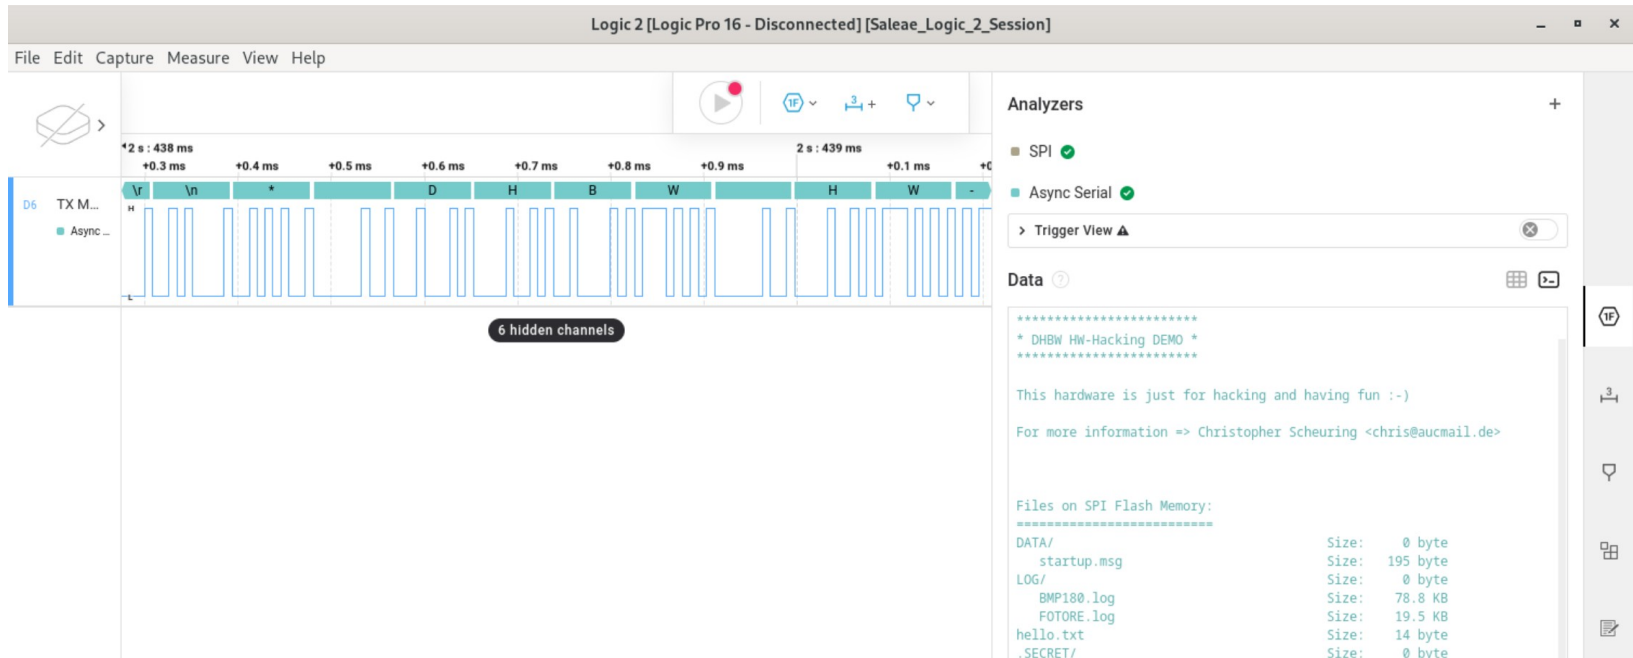 Logic 2 [Logic Pro 16 - Disconnected] [Saleae_Logic_2_Session]
File Edit Capture Measure View Help
1F 3 +
2 s : 438 ms 2 s : 439 ms
+0.3 ms +0.4 ms +0.5 ms +0.6 ms +0.7 ms +0.8 ms +0.9 ms +0.1 ms +0
\r \n * D H B W H W -
D6 TX M...
H
Async ...
L
6 hidden channels
Analyzers +
SPI
Async Serial
Trigger View
Data ?
************************
* DHBW HW-Hacking DEMO *
************************
This hardware is just for hacking and having fun :-)
For more information => Christopher Scheuring <chris@aucmail.de>
Files on SPI Flash Memory:
==========================
DATA/ Size: 0 byte
startup.msg Size: 195 byte
LOG/ Size: 0 byte
BMP180.log Size: 78.8 KB
FOTORE.log Size: 19.5 KB
hello.txt Size: 14 byte
.SECRET/ Size: 0 byte
1F
3